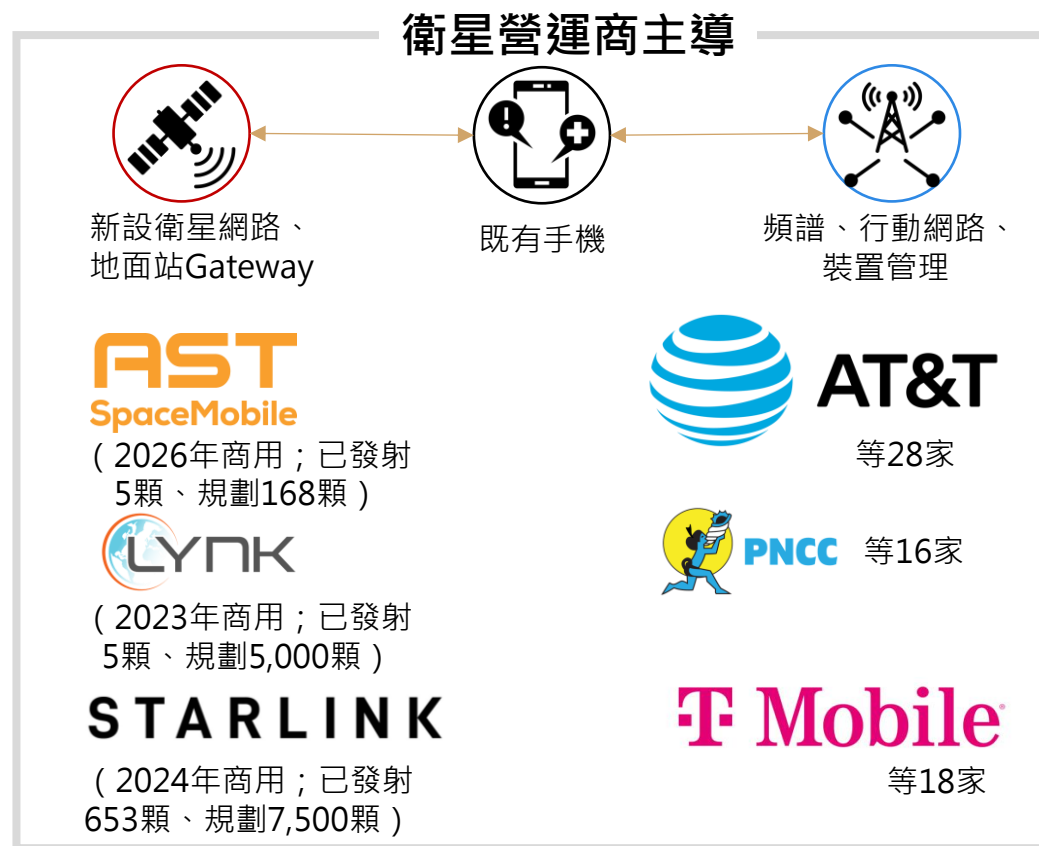 衛星營運商主導
新設衛星網路、
地面站Gateway
既有手機
頻譜、行動網路、
裝置管理
AST
SpaceMobile
(2026年商用;已發射
5顆、規劃168顆)
AT&T
等28家
LYNK
(2023年商用;已發射
5顆、規劃5,000顆)
PNCC 等16家
STARLINK
(2024年商用;已發射
653顆、規劃7,500顆)
T Mobile
等18家